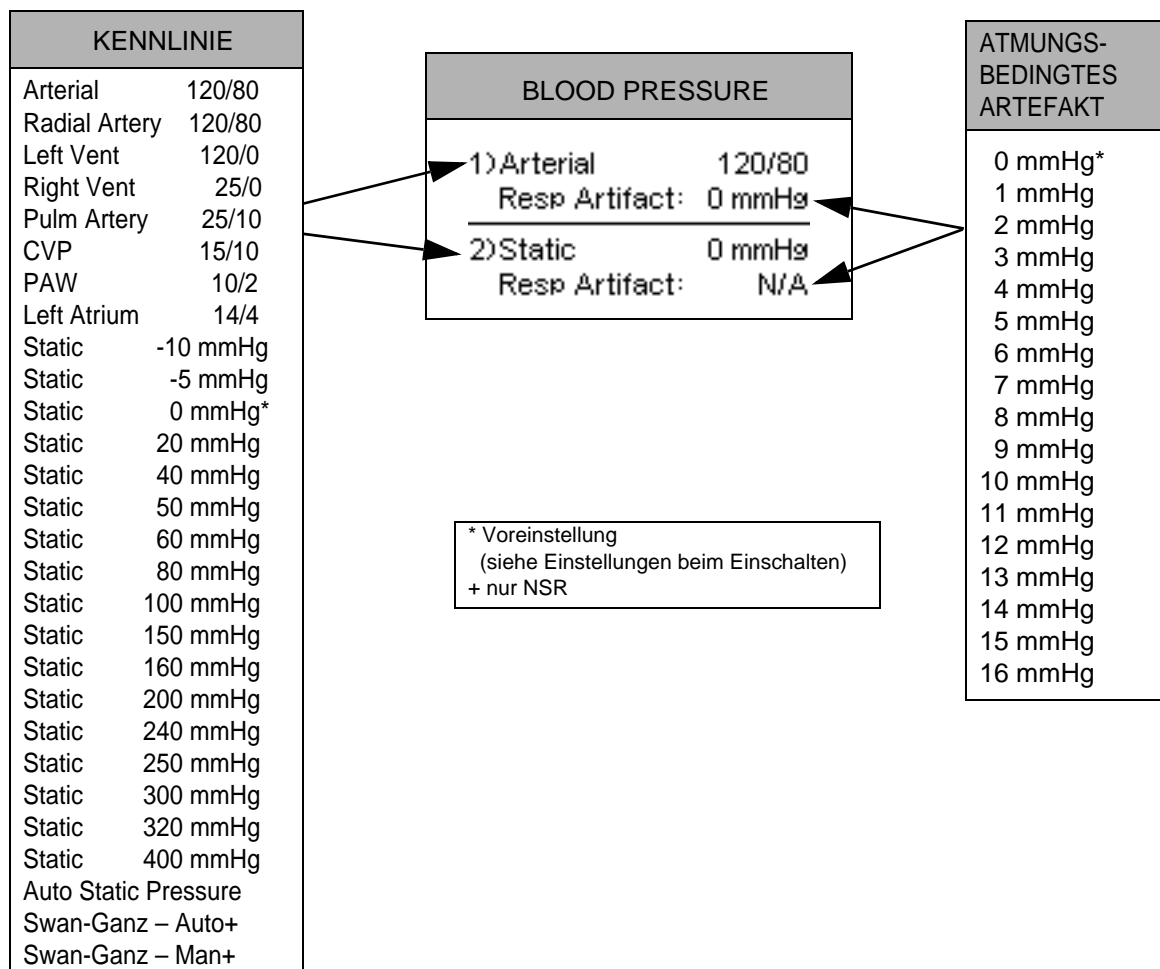 KENNLINIE
Arterial 120/80
Radial Artery 120/80
Left Vent 120/0
Right Vent 25/0
Pulm Artery 25/10
CVP 15/10
PAW 10/2
Left Atrium 14/4
Static -10 mmHg
Static -5 mmHg
Static 0 mmHg*
Static 20 mmHg
Static 40 mmHg
Static 50 mmHg
Static 60 mmHg
Static 80 mmHg
Static 100 mmHg
Static 150 mmHg
Static 160 mmHg
Static 200 mmHg
Static 240 mmHg
Static 250 mmHg
Static 300 mmHg
Static 320 mmHg
Static 400 mmHg
Auto Static Pressure
Swan-Ganz – Auto+
Swan-Ganz – Man+
BLOOD PRESSURE
1) Arterial 120/80
Resp Artifact: 0 mmHg
2) Static 0 mmHg
Resp Artifact: N/A
* Voreinstellung
(siehe Einstellungen beim Einschalten)
+ nur NSR
ATMUNGS-
BEDINGTES
ARTEFAKT
0 mmHg*
1 mmHg
2 mmHg
3 mmHg
4 mmHg
5 mmHg
6 mmHg
7 mmHg
8 mmHg
9 mmHg
10 mmHg
11 mmHg
12 mmHg
13 mmHg
14 mmHg
15 mmHg
16 mmHg